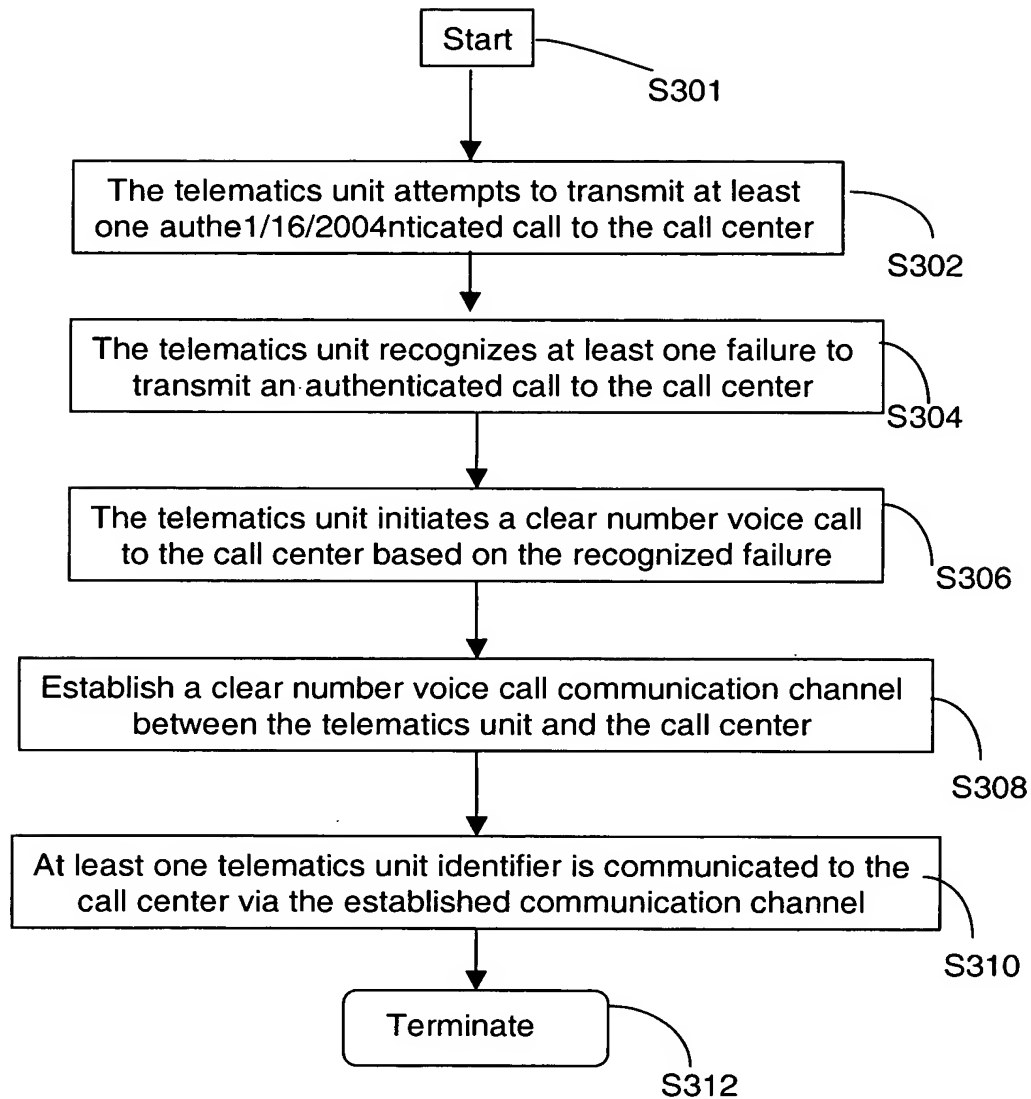 Start
S301
The telematics unit attempts to transmit at least
one authe1/16/2004nticated call to the call center
S302
The telematics unit recognizes at least one failure to
transmit an authenticated call to the call center
S304
The telematics unit initiates a clear number voice call
to the call center based on the recognized failure
S306
Establish a clear number voice call communication channel
between the telematics unit and the call center
S308
At least one telematics unit identifier is communicated to the
call center via the established communication channel
S310
Terminate
S312